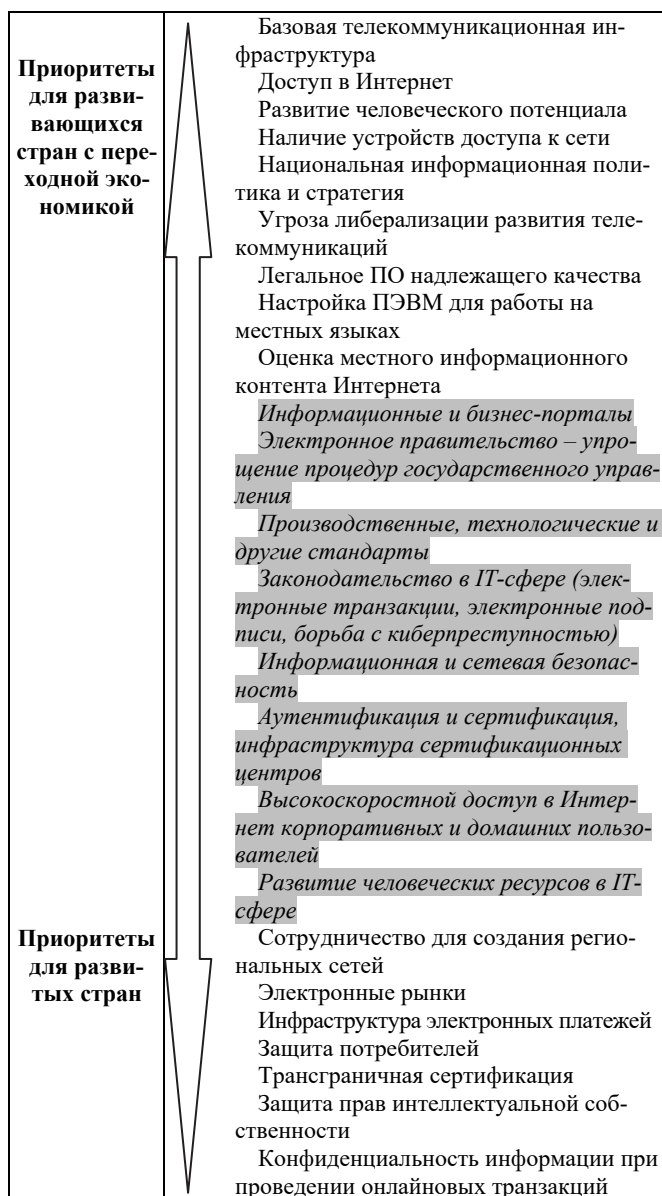 Приоритеты
для разви-
вающихся
стран с пере-
ходной эко-
номикой
Базовая телекоммуникационная ин-
фраструктура
Доступ в Интернет
Развитие человеческого потенциала
Наличие устройств доступа к сети
Национальная информационная поли-
тика и стратегия
Угроза либерализации развития теле-
коммуникаций
Легальное ПО надлежащего качества
Настройка ПЭВМ для работы на
местных языках
Оценка местного информационного
контента Интернета
Информационные и бизнес-порталы
Электронное правительство – упро-
щение процедур государственного управ-
ления
Производственные, технологические и
другие стандарты
Законодательство в IT-сфере (элек-
тронные транзакции, электронные под-
писи, борьба с киберпреступностью)
Информационная и сетевая безопас-
ность
Аутентификация и сертификация,
инфраструктура сертификационных
центров
Высокоскоростной доступ в Интер-
нет корпоративных и домашних пользо-
вателей
Развитие человеческих ресурсов в IT-
сфере
Приоритеты
для разви-
тых стран
Сотрудничество для создания регио-
нальных сетей
Электронные рынки
Инфраструктура электронных платежей
Защита потребителей
Трансграничная сертификация
Защита прав интеллектуальной соб-
ственности
Конфиденциальность информации при
проведении онлайновых транзакций